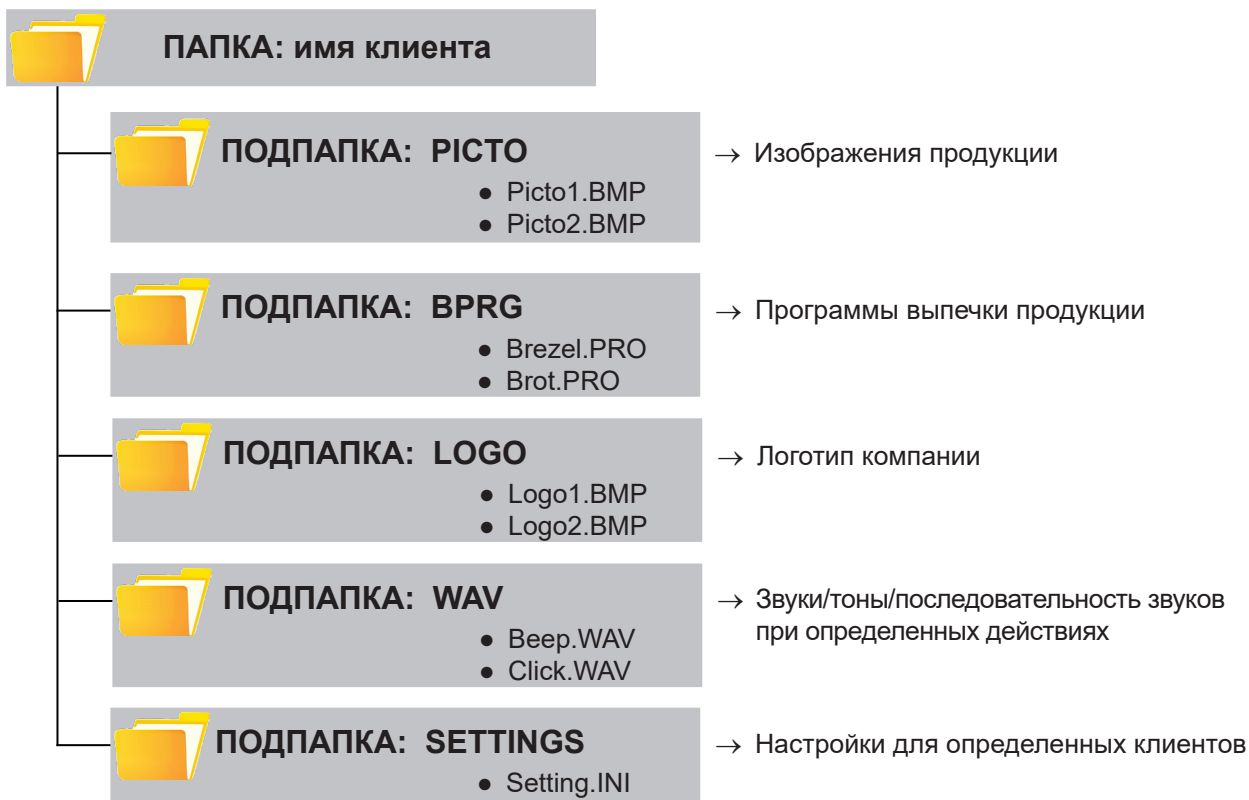 ПАПКА: имя клиента
ПОДПАПКА: PICTO
→ Изображения продукции
● Picto1.BMP
● Picto2.BMP
ПОДПАПКА: BPRG
→ Программы выпечки продукции
● Brezel.PRO
● Brot.PRO
ПОДПАПКА: LOGO
→ Логотип компании
● Logo1.BMP
● Logo2.BMP
ПОДПАПКА: WAV
→ Звуки/тоны/последовательность звуков
при определенных действиях
● Beep.WAV
● Click.WAV
ПОДПАПКА: SETTINGS
→ Настройки для определенных клиентов
● Setting.INI